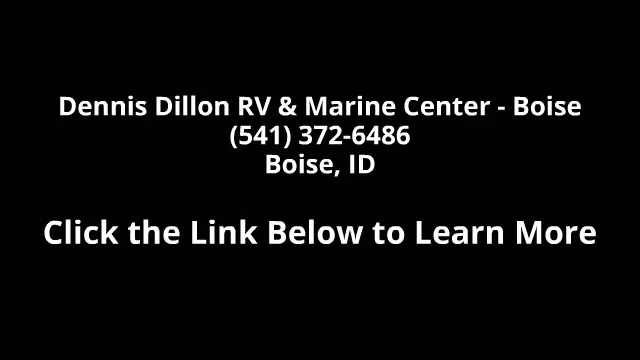 Dennis Dillon RV & Marine Center - Boise
(541) 372-6486
Boise, ID
Click the Link Below to Learn More